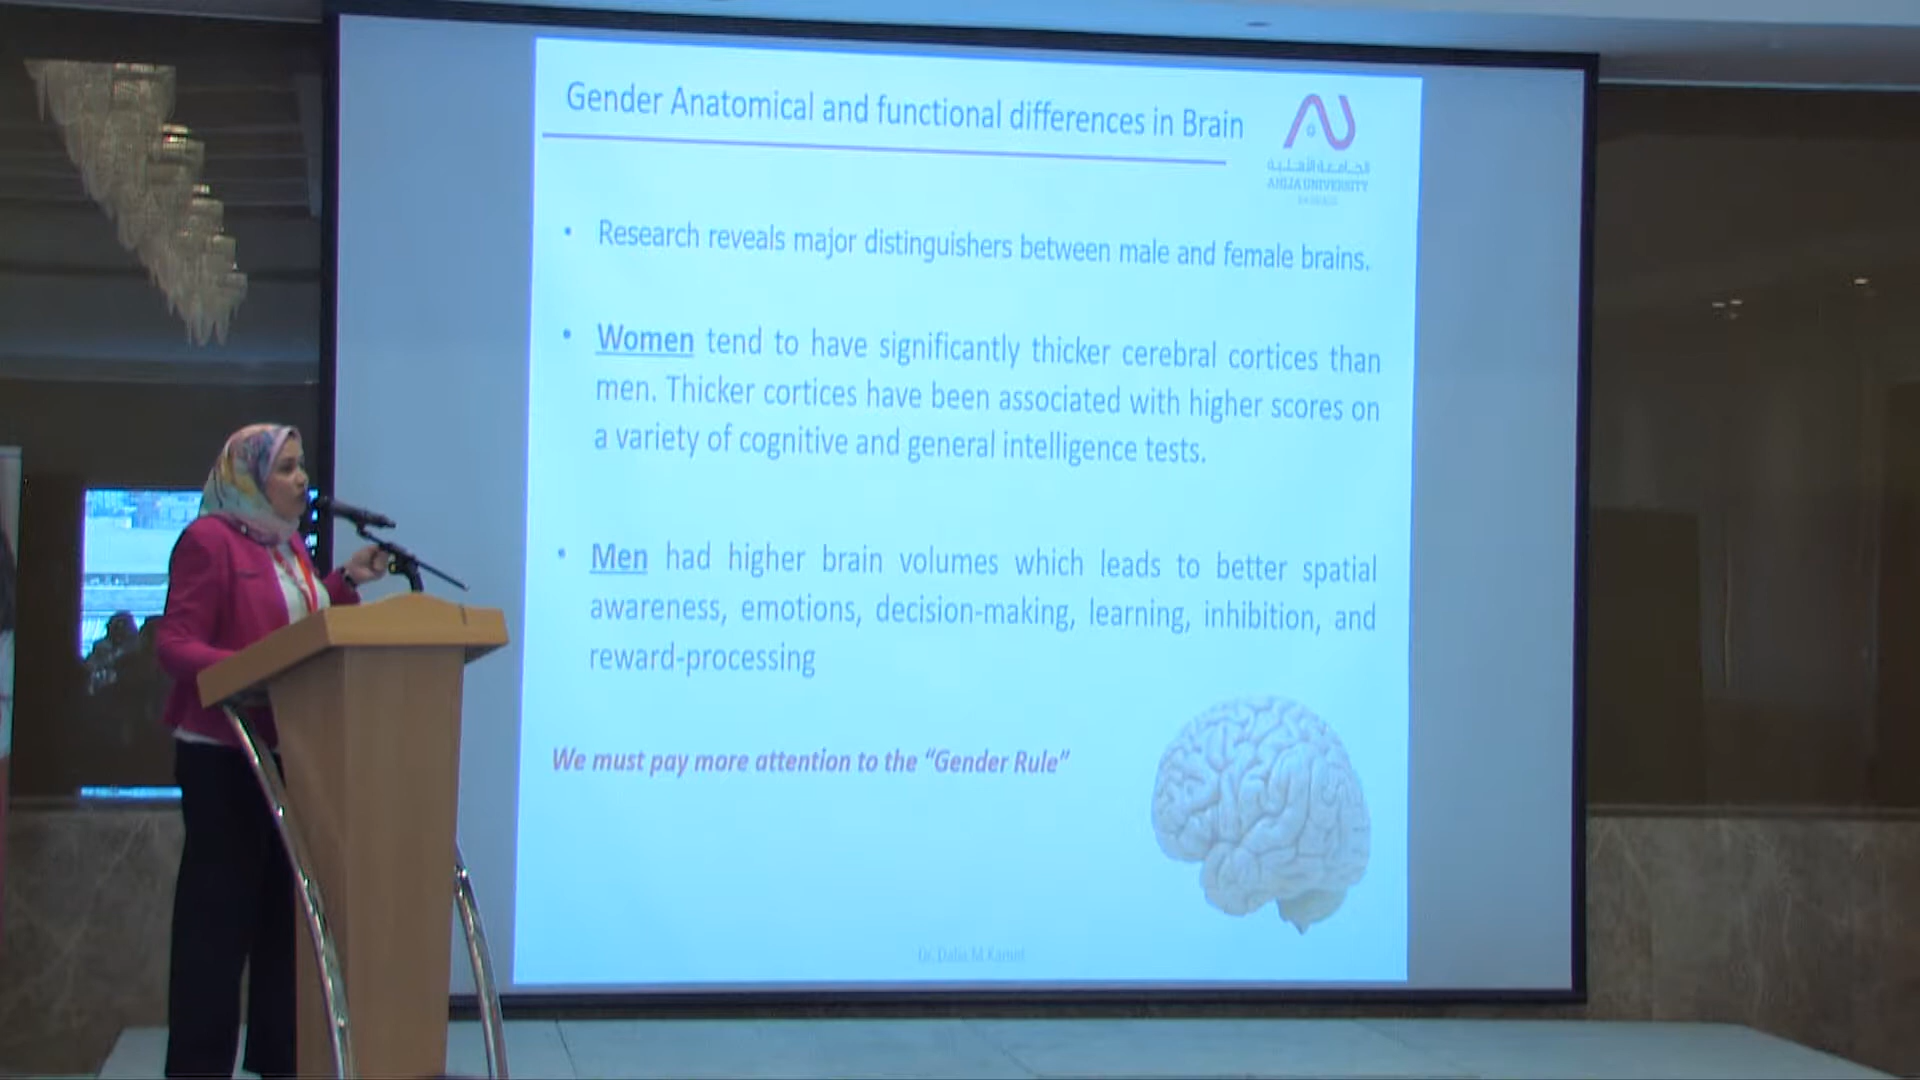 Gender Anatomical and functional differences in Brain
الجامعة الأهلية
AHLIA UNIVERSITY
• Research reveals major distinguishers between male and female brains.
• Women tend to have significantly thicker cerebral cortices than
men. Thicker cortices have been associated with higher scores on
a variety of cognitive and general intelligence tests.
• Men had higher brain volumes which leads to better spatial
awareness, emotions, decision-making, learning, inhibition, and
reward-processing
We must pay more attention to the “Gender Rule”